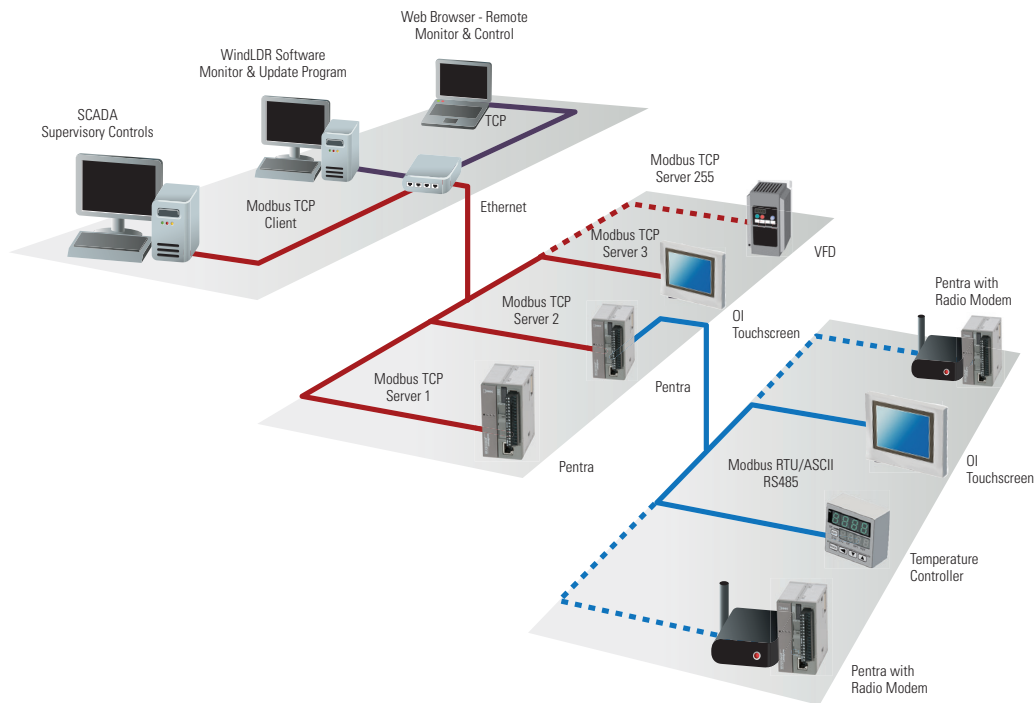 Web Browser - Remote
Monitor & Control
WindLDR Software
Monitor & Update Program
SCADA
Supervisory Controls
TCP
Modbus TCP
Client
Ethernet
Modbus TCP
Server 255
VFD
Modbus TCP
Server 3
OI
Touchscreen
Modbus TCP
Server 2
Pentra
Modbus TCP
Server 1
Pentra
Pentra with
Radio Modem
OI
Touchscreen
Modbus RTU/ASCII
RS485
8888
Temperature
Controller
Pentra with
Radio Modem